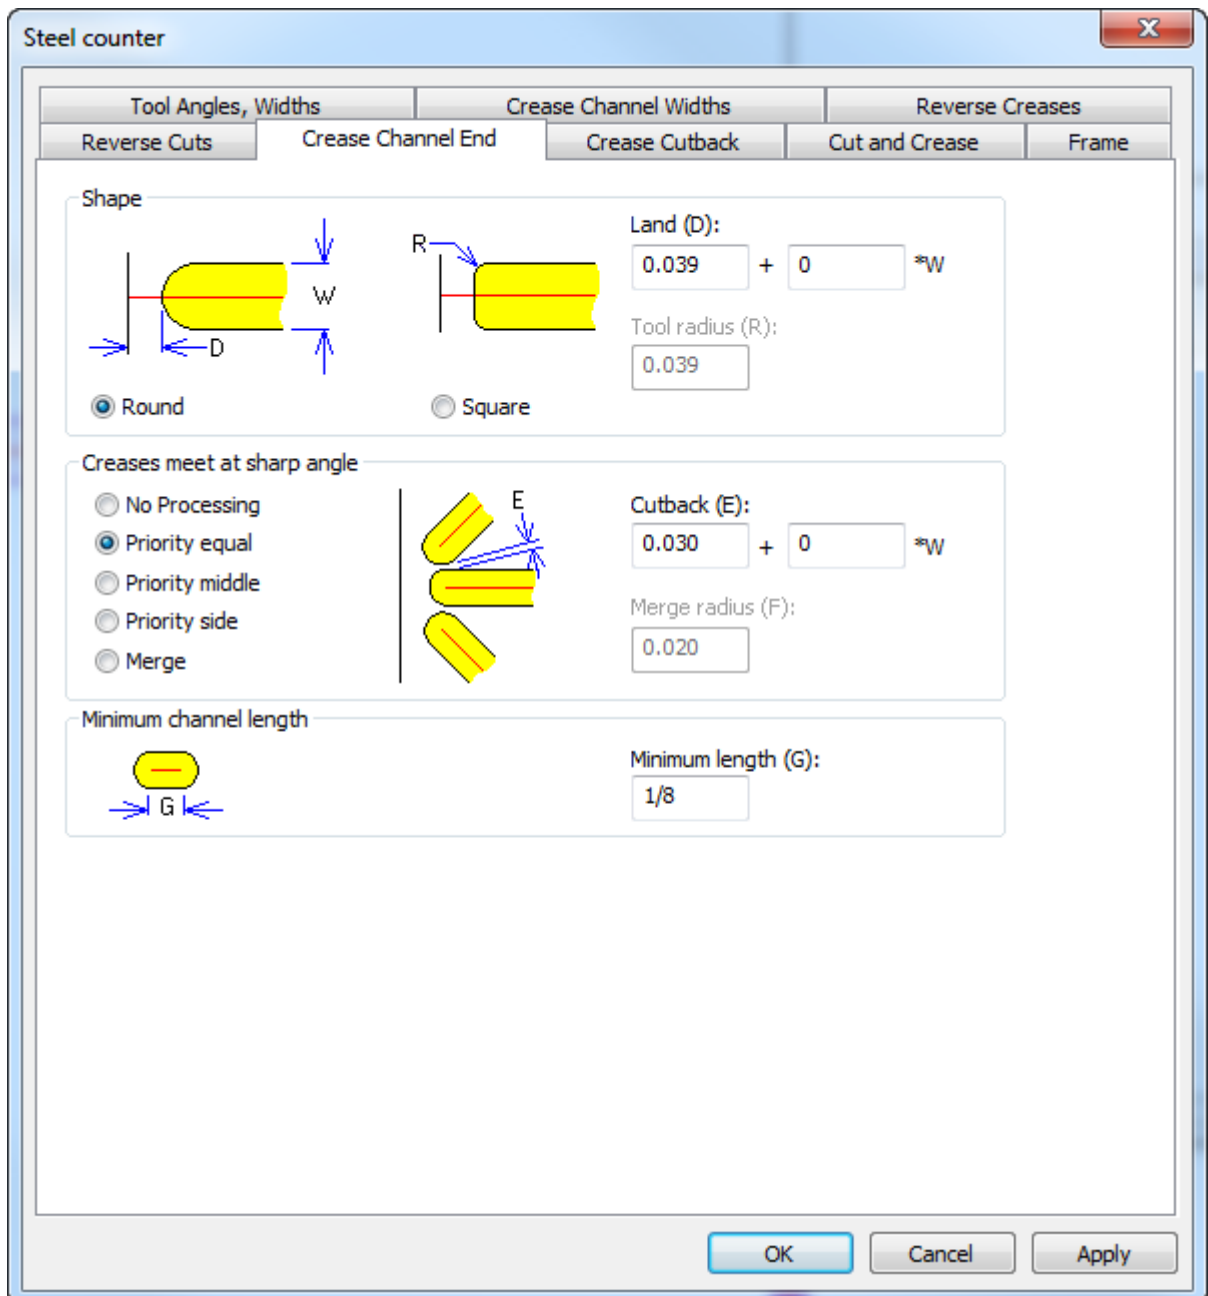 Steel counter
x
Tool Angles, Widths
Crease Channel Widths
Reverse Creases
Reverse Cuts
Crease Channel End
Crease Cutback
Cut and Crease
Frame
Shape
W
D
R
Round
Square
Land (D):
0.039 + 0 *W
Tool radius (R):
0.039
Creases meet at sharp angle
No Processing
Priority equal
Priority middle
Priority side
Merge
E
Cutback (E):
0.030 + 0 *W
Merge radius (F):
0.020
Minimum channel length
G
Minimum length (G):
1/8
OK
Cancel
Apply